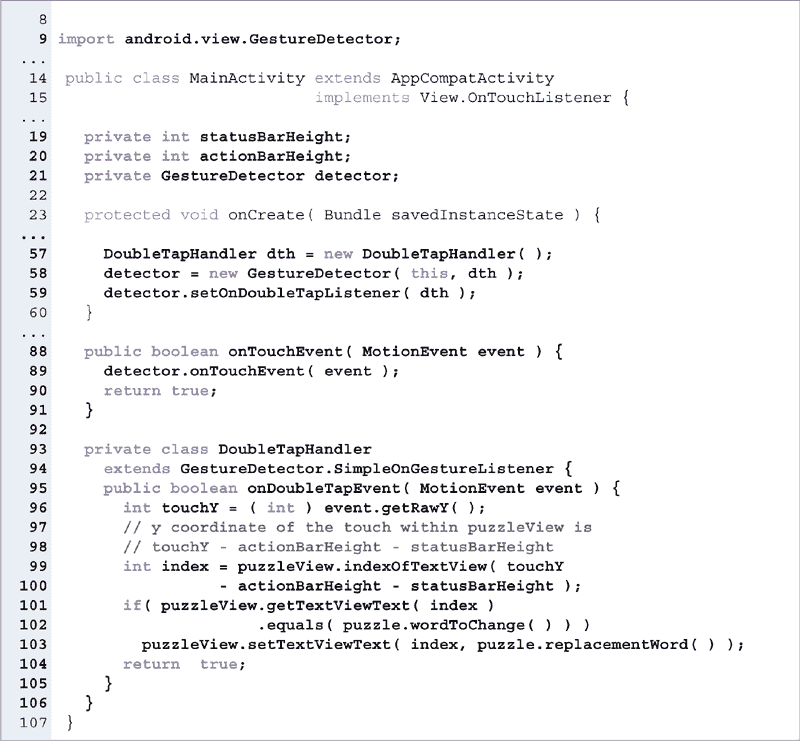 8
9 import android.view.GestureDetector;
...
14 public class MainActivity extends AppCompatActivity
15 implements View.OnTouchListener {
...
19 private int statusBarHeight;
20 private int actionBarHeight;
21 private GestureDetector detector;
22
23 protected void onCreate( Bundle savedInstanceState ) {
...
57 DoubleTapHandler dth = new DoubleTapHandler( );
58 detector = new GestureDetector( this, dth );
59 detector.setOnDoubleTapListener( dth );
60 }
...
88 public boolean onTouchEvent( MotionEvent event ) {
89 detector.onTouchEvent( event );
90 return true;
91 }
92
93 private class DoubleTapHandler
94 extends GestureDetector.SimpleOnGestureListener {
95 public boolean onDoubleTapEvent( MotionEvent event ) {
96 int touchY = ( int ) event.getRawY( );
97 // y coordinate of the touch within puzzleView is
98 // touchY - actionBarHeight - statusBarHeight
99 int index = puzzleView.indexOfTextView( touchY
100 - actionBarHeight - statusBarHeight );
101 if( puzzleView.getTextViewText( index )
102 .equals( puzzle.wordToChange( ) ) )
103 puzzleView.setTextViewText( index, puzzle.replacementWord( ) );
104 return true;
105 }
106 }
107 }